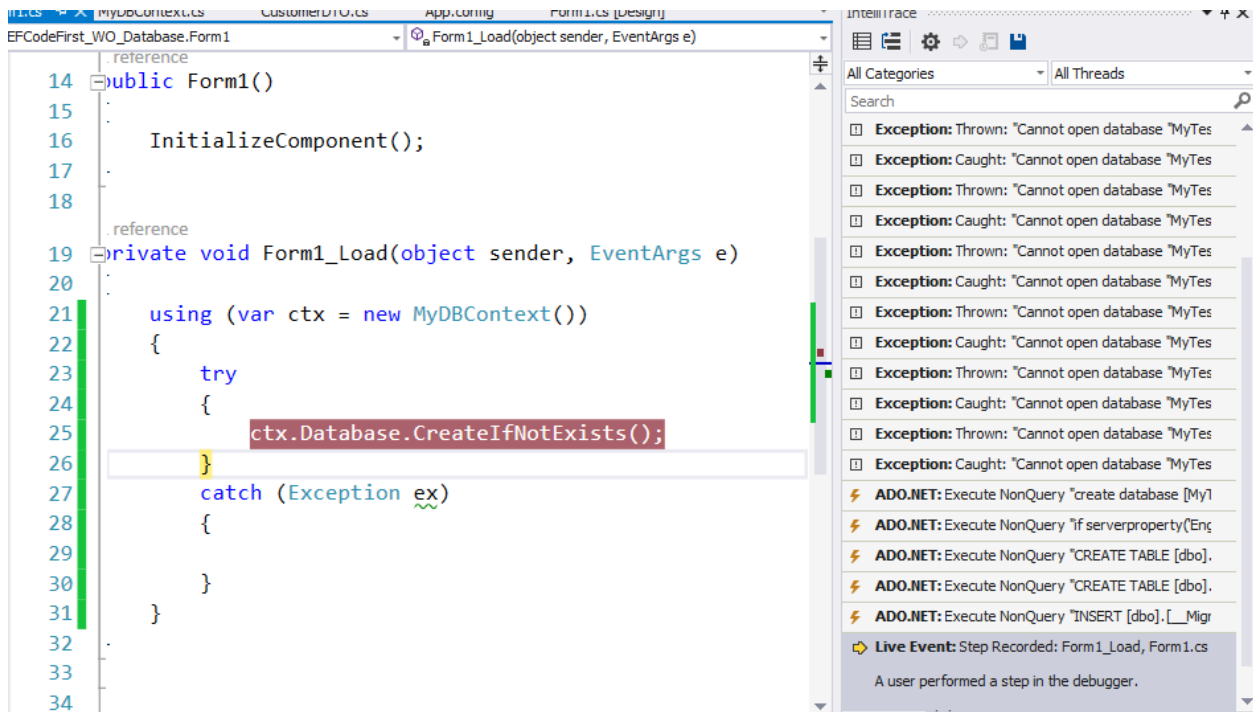 MyDBContext.cs CustomerDTO.cs App.config Form1.cs [Design]
EFCodeFirst_WO_Database.Form1 Form1_Load(object sender, EventArgs e)
reference
14 public Form1()
15
16 InitializeComponent();
17
18
reference
19 private void Form1_Load(object sender, EventArgs e)
20
21 using (var ctx = new MyDBContext())
22 {
23 try
24 {
25 ctx.Database.CreateIfNotExists();
26 }
27 catch (Exception ex)
28 {
29
30 }
31 }
32
33
34
IntelliTrace
All Categories All Threads
Search
Exception: Thrown: "Cannot open database "MyTes
Exception: Caught: "Cannot open database "MyTes
Exception: Thrown: "Cannot open database "MyTes
Exception: Caught: "Cannot open database "MyTes
Exception: Thrown: "Cannot open database "MyTes
Exception: Caught: "Cannot open database "MyTes
Exception: Thrown: "Cannot open database "MyTes
Exception: Caught: "Cannot open database "MyTes
Exception: Thrown: "Cannot open database "MyTes
Exception: Caught: "Cannot open database "MyTes
Exception: Thrown: "Cannot open database "MyTes
Exception: Caught: "Cannot open database "MyTes
ADO.NET: Execute NonQuery "create database [MyT
ADO.NET: Execute NonQuery "if serverproperty('Eng
ADO.NET: Execute NonQuery "CREATE TABLE [dbo].
ADO.NET: Execute NonQuery "CREATE TABLE [dbo].
ADO.NET: Execute NonQuery "INSERT [dbo].[__Migr
Live Event: Step Recorded: Form1_Load, Form1.cs
A user performed a step in the debugger.